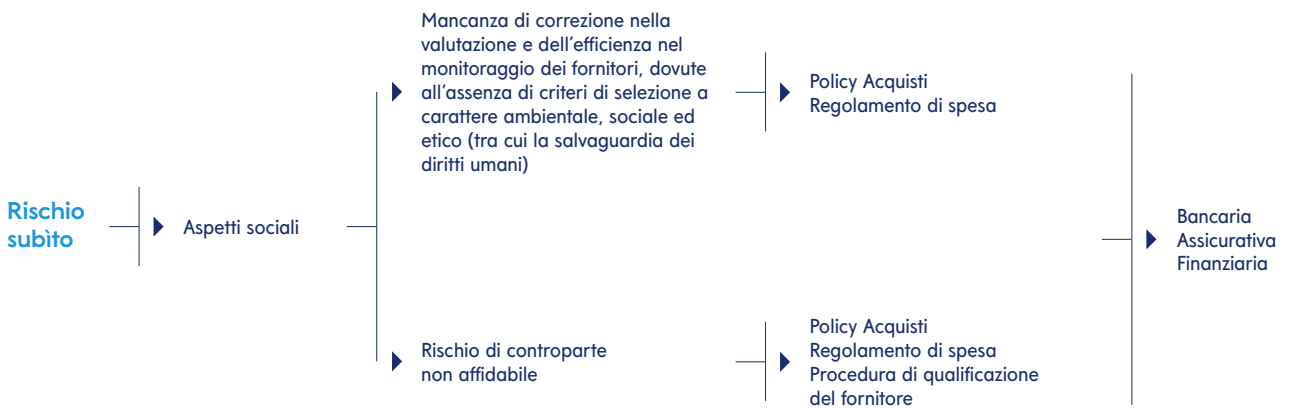 Rischio
subìto
Aspetti sociali
Mancanza di correzione nella
valutazione e dell’efficienza nel
monitoraggio dei fornitori, dovute
all’assenza di criteri di selezione a
carattere ambientale, sociale ed
etico (tra cui la salvaguardia dei
diritti umani)
Policy Acquisti
Regolamento di spesa
Rischio di controparte
non affidabile
Policy Acquisti
Regolamento di spesa
Procedura di qualificazione
del fornitore
Bancaria
Assicurativa
Finanziaria